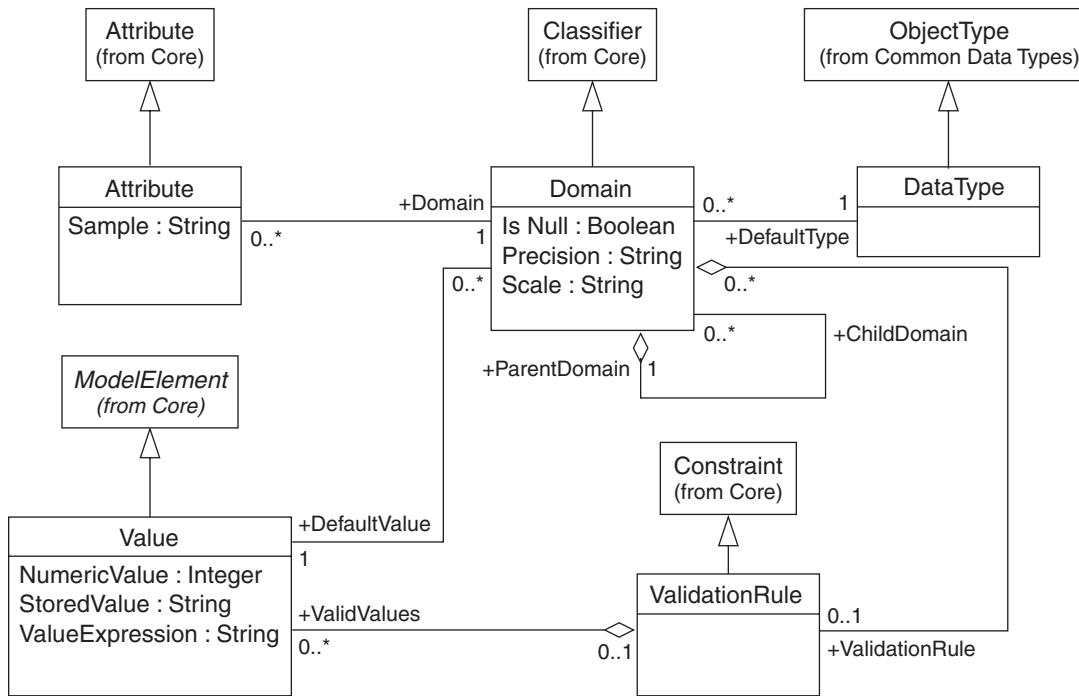 Attribute
(from Core)
Classifier
(from Core)
ObjectType
(from Common Data Types)
Attribute
Sample : String
0..*
+Domain
1
Domain
Is Null : Boolean
Precision : String
Scale : String
0..*
1
+DefaultType
DataType
0..*
0..*
0..*
+ChildDomain
+ParentDomain
1
ModelElement
(from Core)
Constraint
(from Core)
Value
NumericValue : Integer
StoredValue : String
ValueExpression : String
+DefaultValue
1
+ValidValues
0..*
0..1
ValidationRule
0..1
+ValidationRule